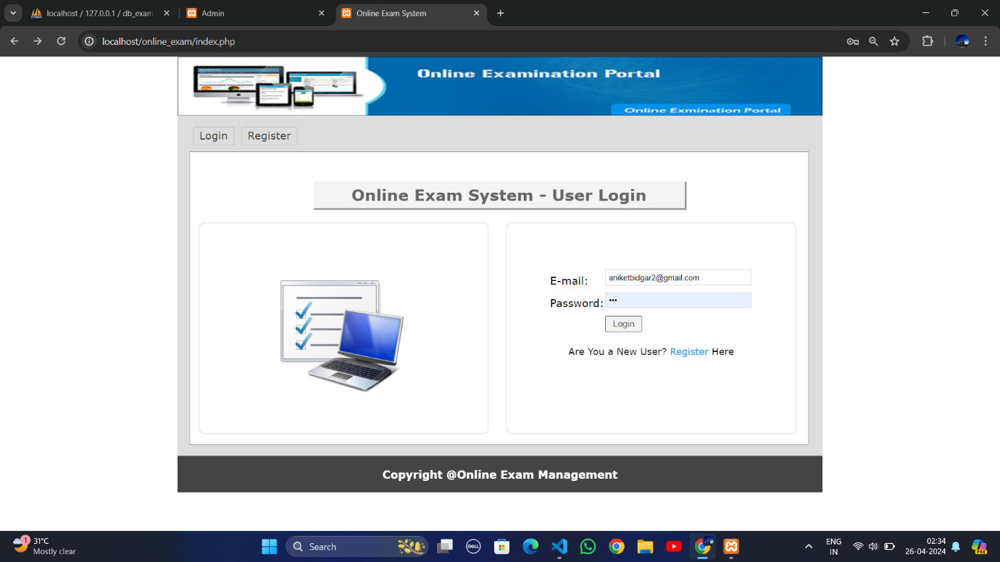 localhost / 127.0.0.1 / db_exam
Admin
Online Exam System
localhost/online_exam/index.php
Online Examination Portal
Online Exmination Portal
Login Register
Online Exam System - User Login
E-mail: aniketbidgar2@gmail.com
Password: •••
Login
Are You a New User? Register Here
Copyright @Online Exam Management
1
31°C
Mostly clear
Search
DELL
ENG
IN
02:34
26-04-2024
PRE